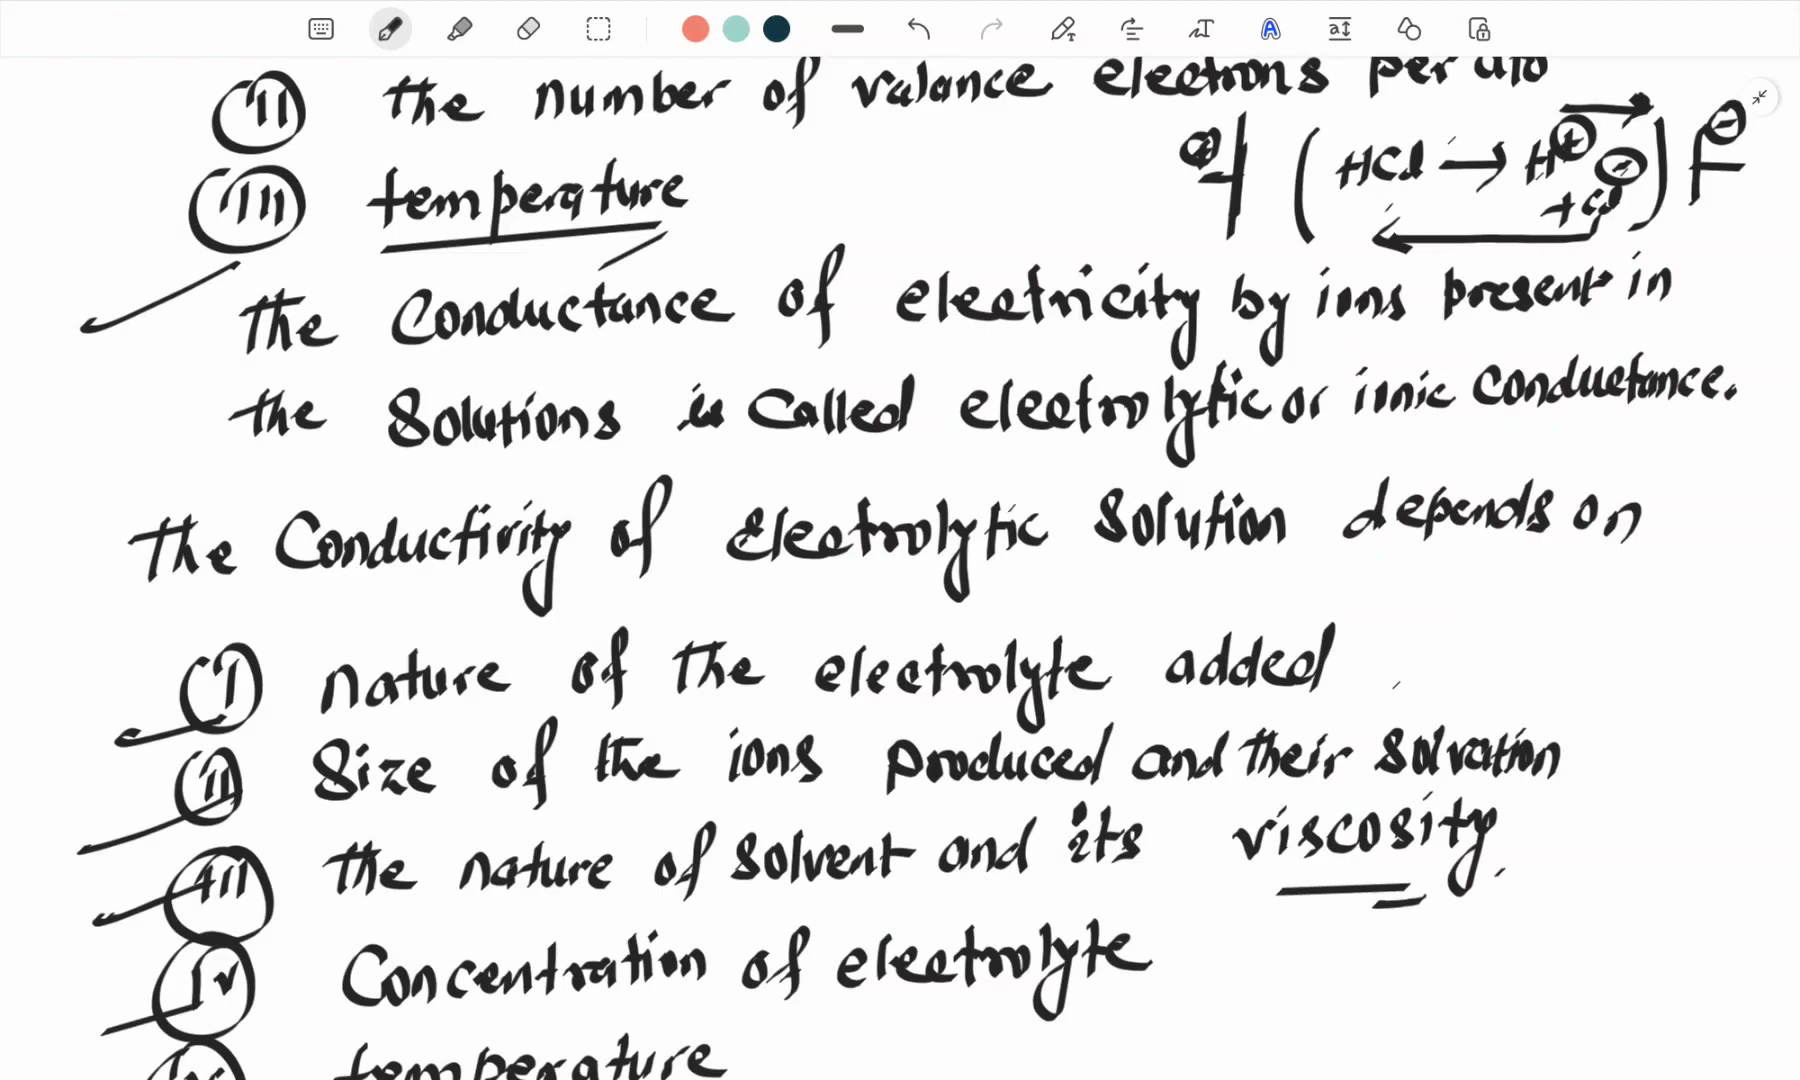 (ii) the number of valance electrons per ato
(iii) temperature
⊕ | ( HCl → H⊕ + Cl⊖ ) | ⊖
the Conductance of electricity by ions present in
the Solutions is Called electrolytic or ionic Conductance.
the Conductivity of Electrolytic Solution depends on
(i) nature of the electrolyte added
(ii) Size of the ions produced and their solvation
(iii) the nature of solvent and its viscosity.
(iv) Concentration of electrolyte
temperature